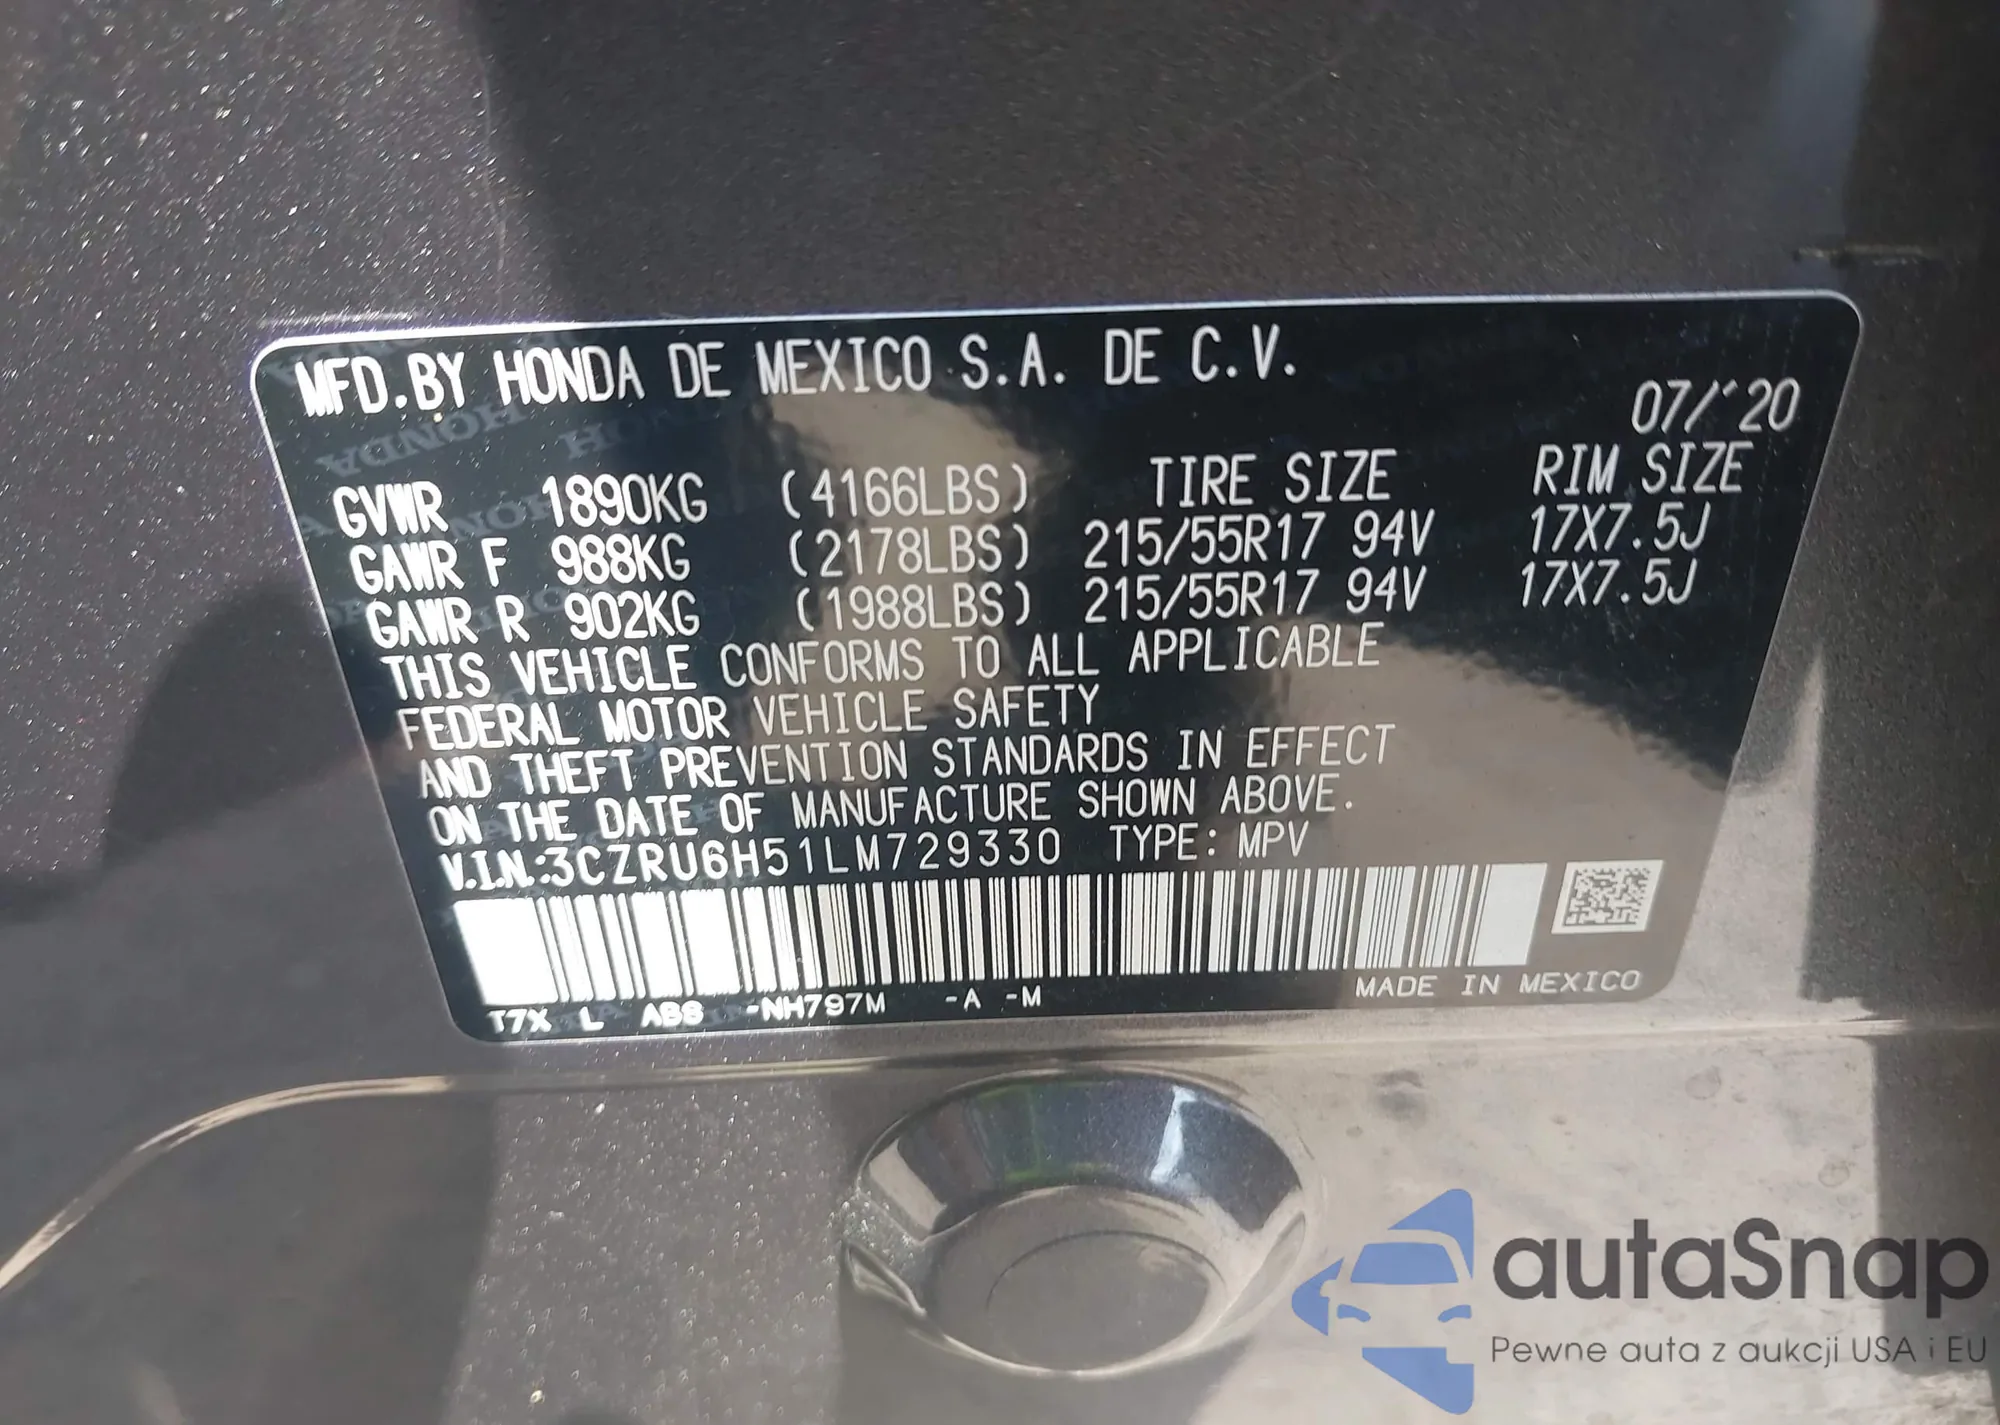 MFD.BY HONDA DE MEXICO S.A. DE C.V.
07/'20
GVWR 1890KG (4166LBS) TIRE SIZE RIM SIZE
GAWR F 988KG (2178LBS) 215/55R17 94V 17X7.5J
GAWR R 902KG (1988LBS) 215/55R17 94V 17X7.5J
THIS VEHICLE CONFORMS TO ALL APPLICABLE
FEDERAL MOTOR VEHICLE SAFETY
AND THEFT PREVENTION STANDARDS IN EFFECT
ON THE DATE OF MANUFACTURE SHOWN ABOVE.
V.I.N.:3CZRU6H51LM729330 TYPE: MPV
T7X L AB8 -NH797M -A -M MADE IN MEXICO
autaSnap
Pewne auta z aukcji USA i EU